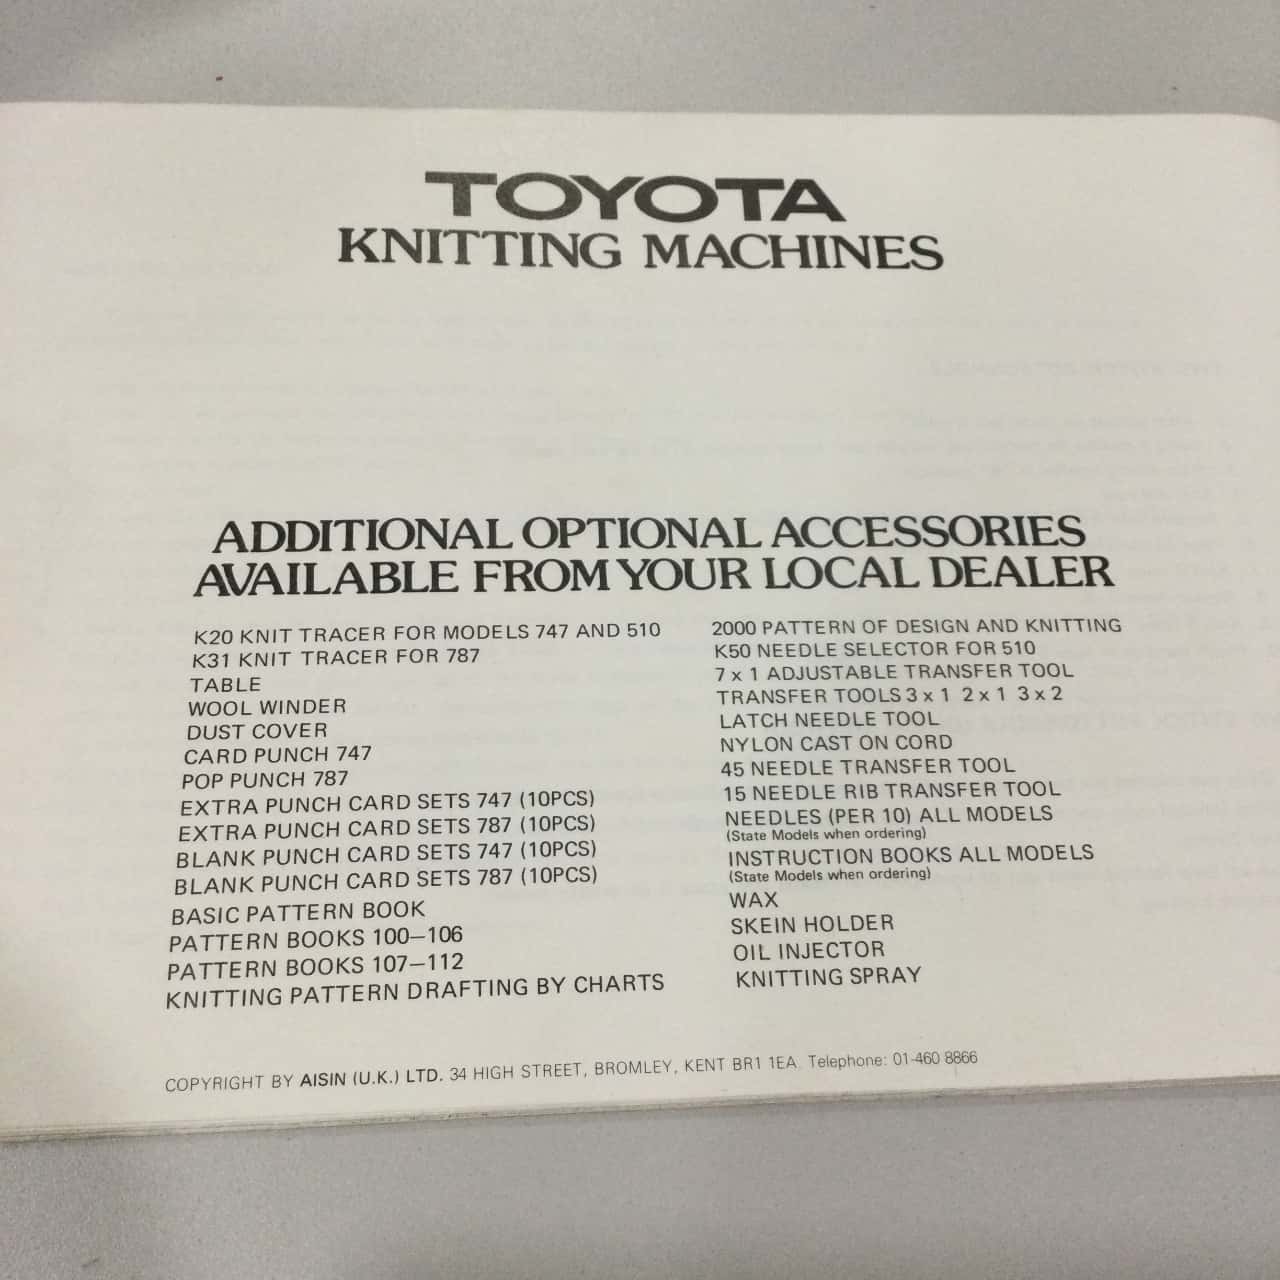 TOYOTA
KNITTING MACHINES
ADDITIONAL OPTIONAL ACCESSORIES
AVAILABLE FROM YOUR LOCAL DEALER
K20 KNIT TRACER FOR MODELS 747 AND 510
K31 KNIT TRACER FOR 787
TABLE
WOOL WINDER
DUST COVER
CARD PUNCH 747
POP PUNCH 787
EXTRA PUNCH CARD SETS 747 (10PCS)
EXTRA PUNCH CARD SETS 787 (10PCS)
BLANK PUNCH CARD SETS 747 (10PCS)
BLANK PUNCH CARD SETS 787 (10PCS)
BASIC PATTERN BOOK
PATTERN BOOKS 100—106
PATTERN BOOKS 107—112
KNITTING PATTERN DRAFTING BY CHARTS
2000 PATTERN OF DESIGN AND KNITTING
K50 NEEDLE SELECTOR FOR 510
7 x 1 ADJUSTABLE TRANSFER TOOL
TRANSFER TOOLS 3 x 1 2 x 1 3 x 2
LATCH NEEDLE TOOL
NYLON CAST ON CORD
45 NEEDLE TRANSFER TOOL
15 NEEDLE RIB TRANSFER TOOL
NEEDLES (PER 10) ALL MODELS
(State Models when ordering)
INSTRUCTION BOOKS ALL MODELS
(State Models when ordering)
WAX
SKEIN HOLDER
OIL INJECTOR
KNITTING SPRAY
COPYRIGHT BY AISIN (U.K.) LTD. 34 HIGH STREET, BROMLEY, KENT BR1 1EA. Telephone: 01-460 8866